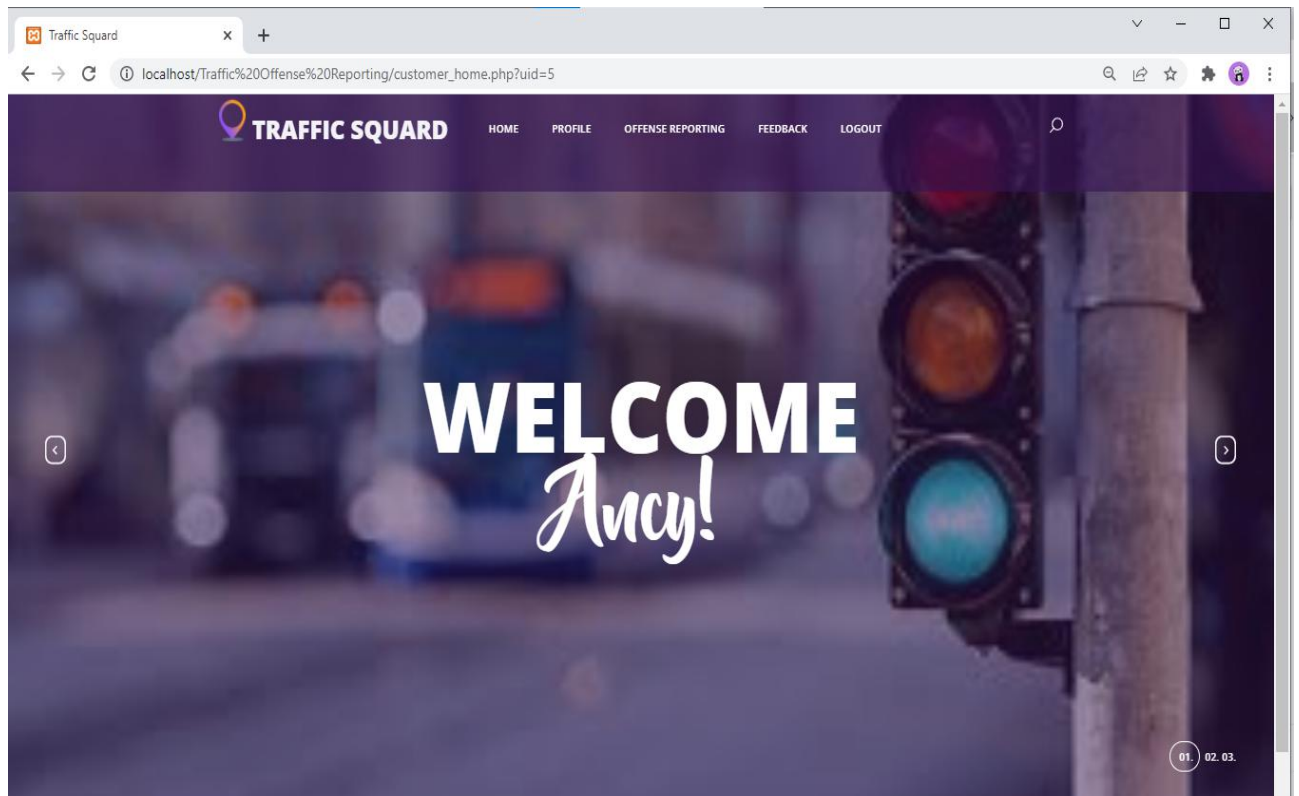 Traffic Squard
localhost/Traffic%20Offense%20Reporting/customer_home.php?uid=5
TRAFFIC SQUARD HOME PROFILE OFFENSE REPORTING FEEDBACK LOGOUT
WELCOME
Ancy!
01. 02. 03.